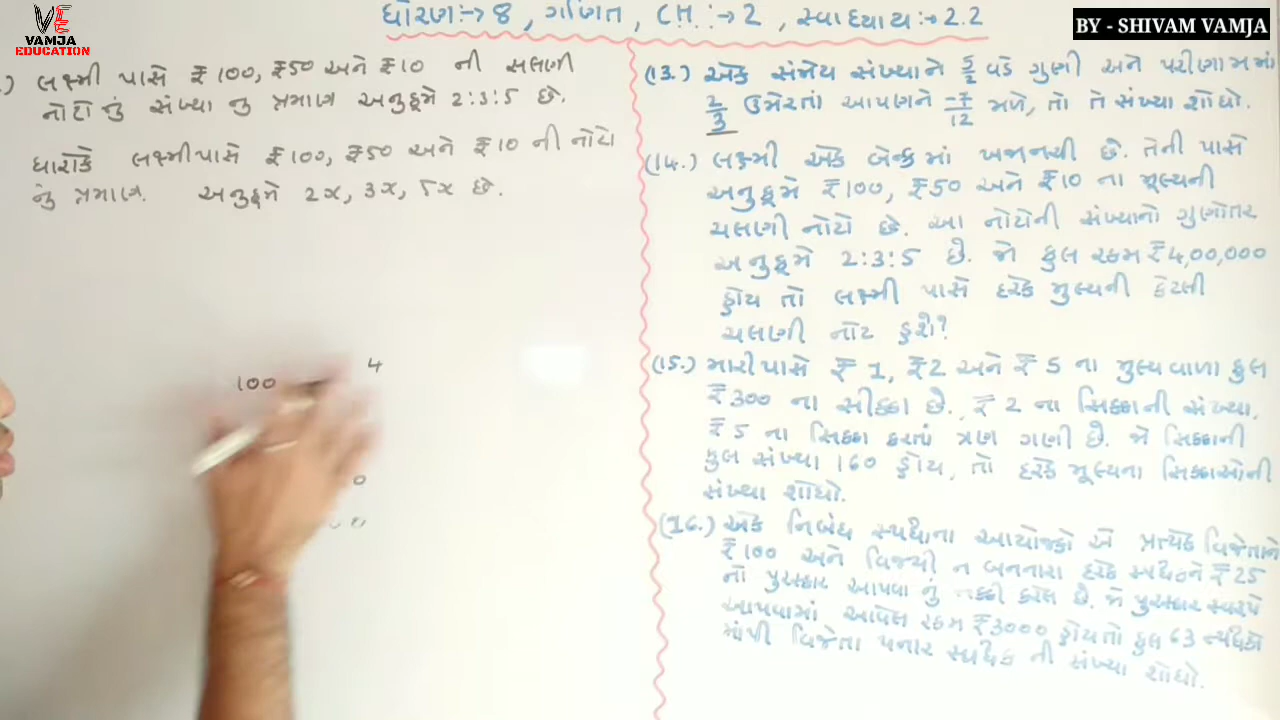 VE
VAMJA
EDUCATION
ધોરણ:→ 8 , ગણિત, CH.:→ 2 , સ્વાધ્યાય:→ 2.2
BY - SHIVAM VAMJA
) લક્ષ્મી પાસે ₹100, ₹50 અને ₹10 ની ચલણી
નોટોનું સંખ્યા નુ પ્રમાણ અનુક્રમે 2:3:5 છે.
ધારોકે લક્ષ્મીપાસે ₹100, ₹50 અને ₹10 ની નોટો
નું પ્રમાણ અનુક્રમે 2x, 3x, 5x છે.
4
100
(13.) એક સંમેય સંખ્યાને 5/2 વડે ગુણી અને પરીણામમાં
2/3 ઉમેરતાં આપણને -7/12 મળે, તો તે સંખ્યા શોધો.
(14.) લક્ષ્મી એક બેન્કમાં ખજાનચી છે. તેની પાસે
અનુક્રમે ₹100, ₹50 અને ₹10 ના મૂલ્યની
ચલણી નોટો છે. આ નોટોની સંખ્યાનો ગુણોતર
અનુક્રમે 2:3:5 છે. જો કુલ રકમ ₹4,00,000
હોય તો લક્ષ્મી પાસે દરેક મુલ્યની કેટલી
ચલણી નોટ હશે?
(15.) મારીપાસે ₹ 1, ₹2 અને ₹ 5 ના મુલ્યવાળા કુલ
₹300 ના સીક્કા છે. ₹ 2 ના સિક્કાની સંખ્યા,
₹ 5 ના સિક્કા કરતાં ત્રણ ગણી છે. જો સિક્કાની
કુલ સંખ્યા 160 હોય, તો દરેક મૂલ્યના સિક્કાઓની
સંખ્યા શોધો.
(16.) એક નિબંધ સ્પર્ધાના આયોજકો એ પ્રત્યેક વિજેતાને
₹100 અને વિજયી ન બનનારા દરેક સ્પર્ધકને ₹25
નો પુરસ્કાર આપવાનું નક્કી કરેલ છે. જો પુરસ્કાર સ્વરૂપે
આપવામાં આવેલ રકમ ₹3000 હોયતો કુલ 63 સ્પર્ધકો
માંથી વિજેતા બનાર સ્પર્ધક ની સંખ્યા શોધો.